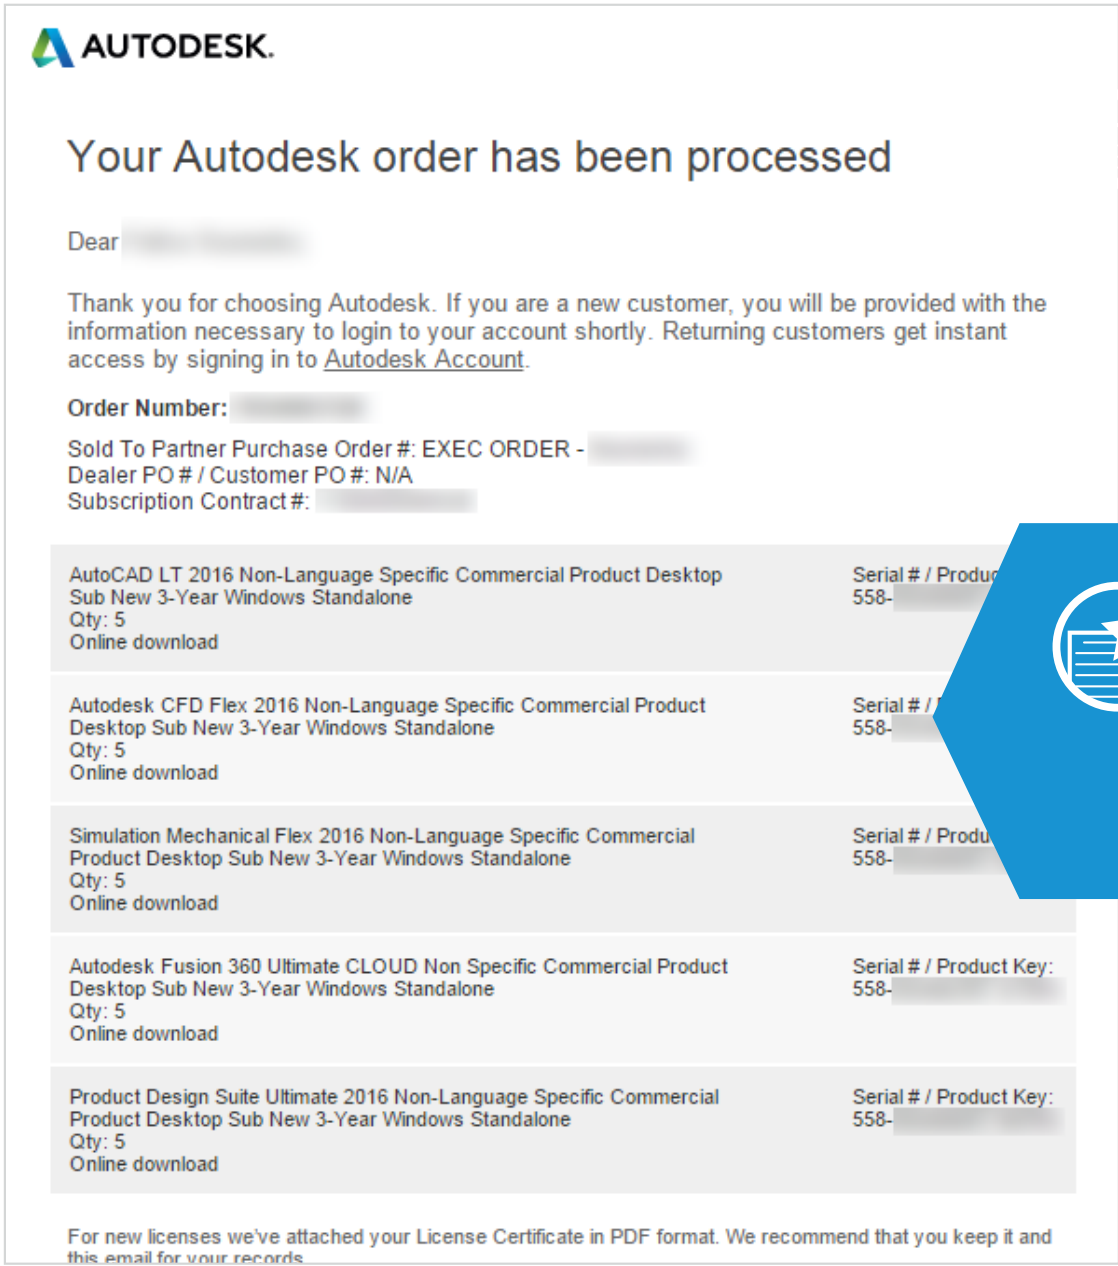 AUTODESK.
Your Autodesk order has been processed
Dear
Thank you for choosing Autodesk. If you are a new customer, you will be provided with the
information necessary to login to your account shortly. Returning customers get instant
access by signing in to Autodesk Account.
Order Number:
Sold To Partner Purchase Order #: EXEC ORDER -
Dealer PO # / Customer PO #: N/A
Subscription Contract #:
AutoCAD LT 2016 Non-Language Specific Commercial Product Desktop
Sub New 3-Year Windows Standalone
Qty: 5
Online download
Serial # / Produc
558-
Autodesk CFD Flex 2016 Non-Language Specific Commercial Product
Desktop Sub New 3-Year Windows Standalone
Qty: 5
Online download
Serial # /
558-
Simulation Mechanical Flex 2016 Non-Language Specific Commercial
Product Desktop Sub New 3-Year Windows Standalone
Qty: 5
Online download
Serial # / Produ
558-
Autodesk Fusion 360 Ultimate CLOUD Non Specific Commercial Product
Desktop Sub New 3-Year Windows Standalone
Qty: 5
Online download
Serial # / Product Key:
558-
Product Design Suite Ultimate 2016 Non-Language Specific Commercial
Product Desktop Sub New 3-Year Windows Standalone
Qty: 5
Online download
Serial # / Product Key:
558-
For new licenses we've attached your License Certificate in PDF format. We recommend that you keep it and
this email for your records